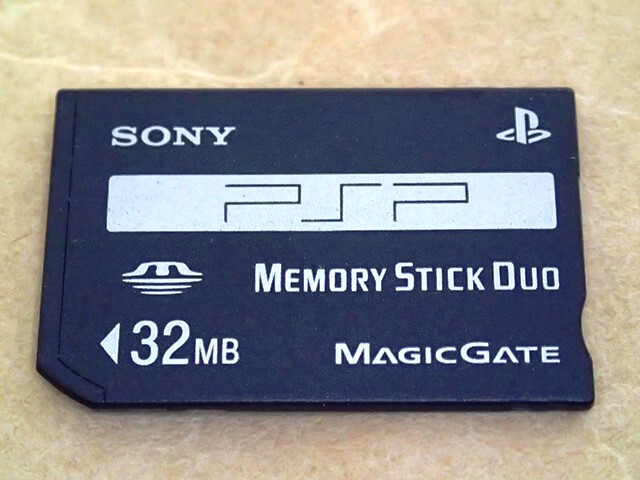 SONY
PSP
MEMORY STICK DUO
32MB
MAGICGATE